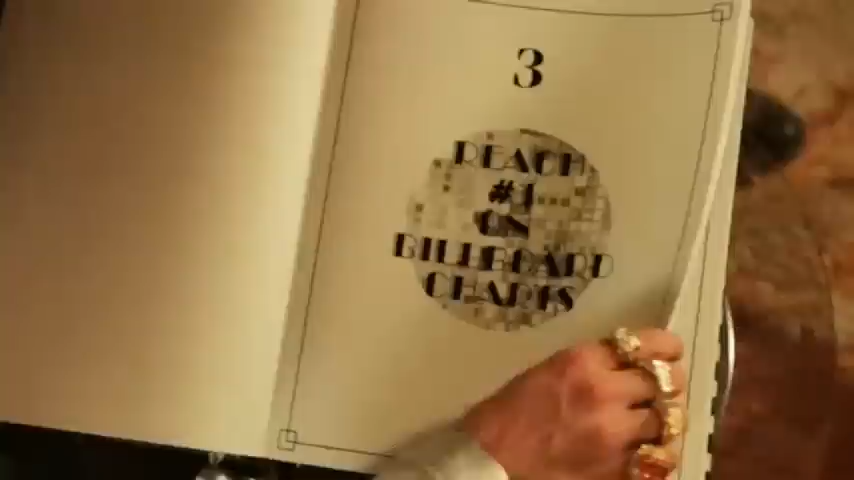 3
REACH
#1
ON
BILLBOARD
CHARTS